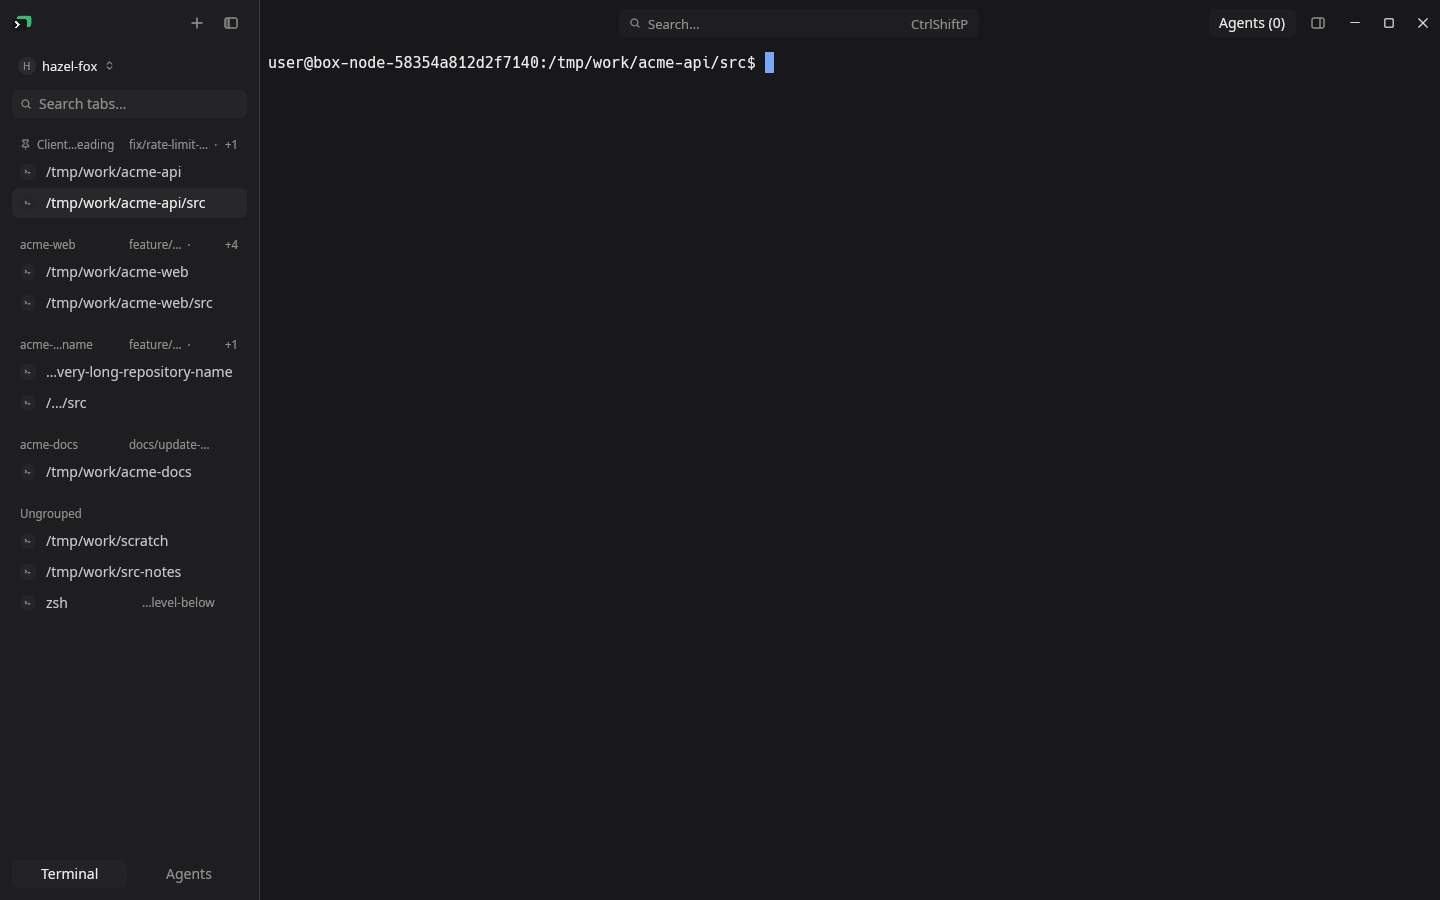 Search... CtrlShiftP Agents (0)
H hazel-fox
Search tabs...
user@box-node-58354a812d2f7140:/tmp/work/acme-api/src$
Client...eading fix/rate-limit-... · +1
/tmp/work/acme-api
/tmp/work/acme-api/src
acme-web feature/... · +4
/tmp/work/acme-web
/tmp/work/acme-web/src
acme-...name feature/... · +1
...very-long-repository-name
/.../src
acme-docs docs/update-...
/tmp/work/acme-docs
Ungrouped
/tmp/work/scratch
/tmp/work/src-notes
zsh ...level-below
Terminal Agents